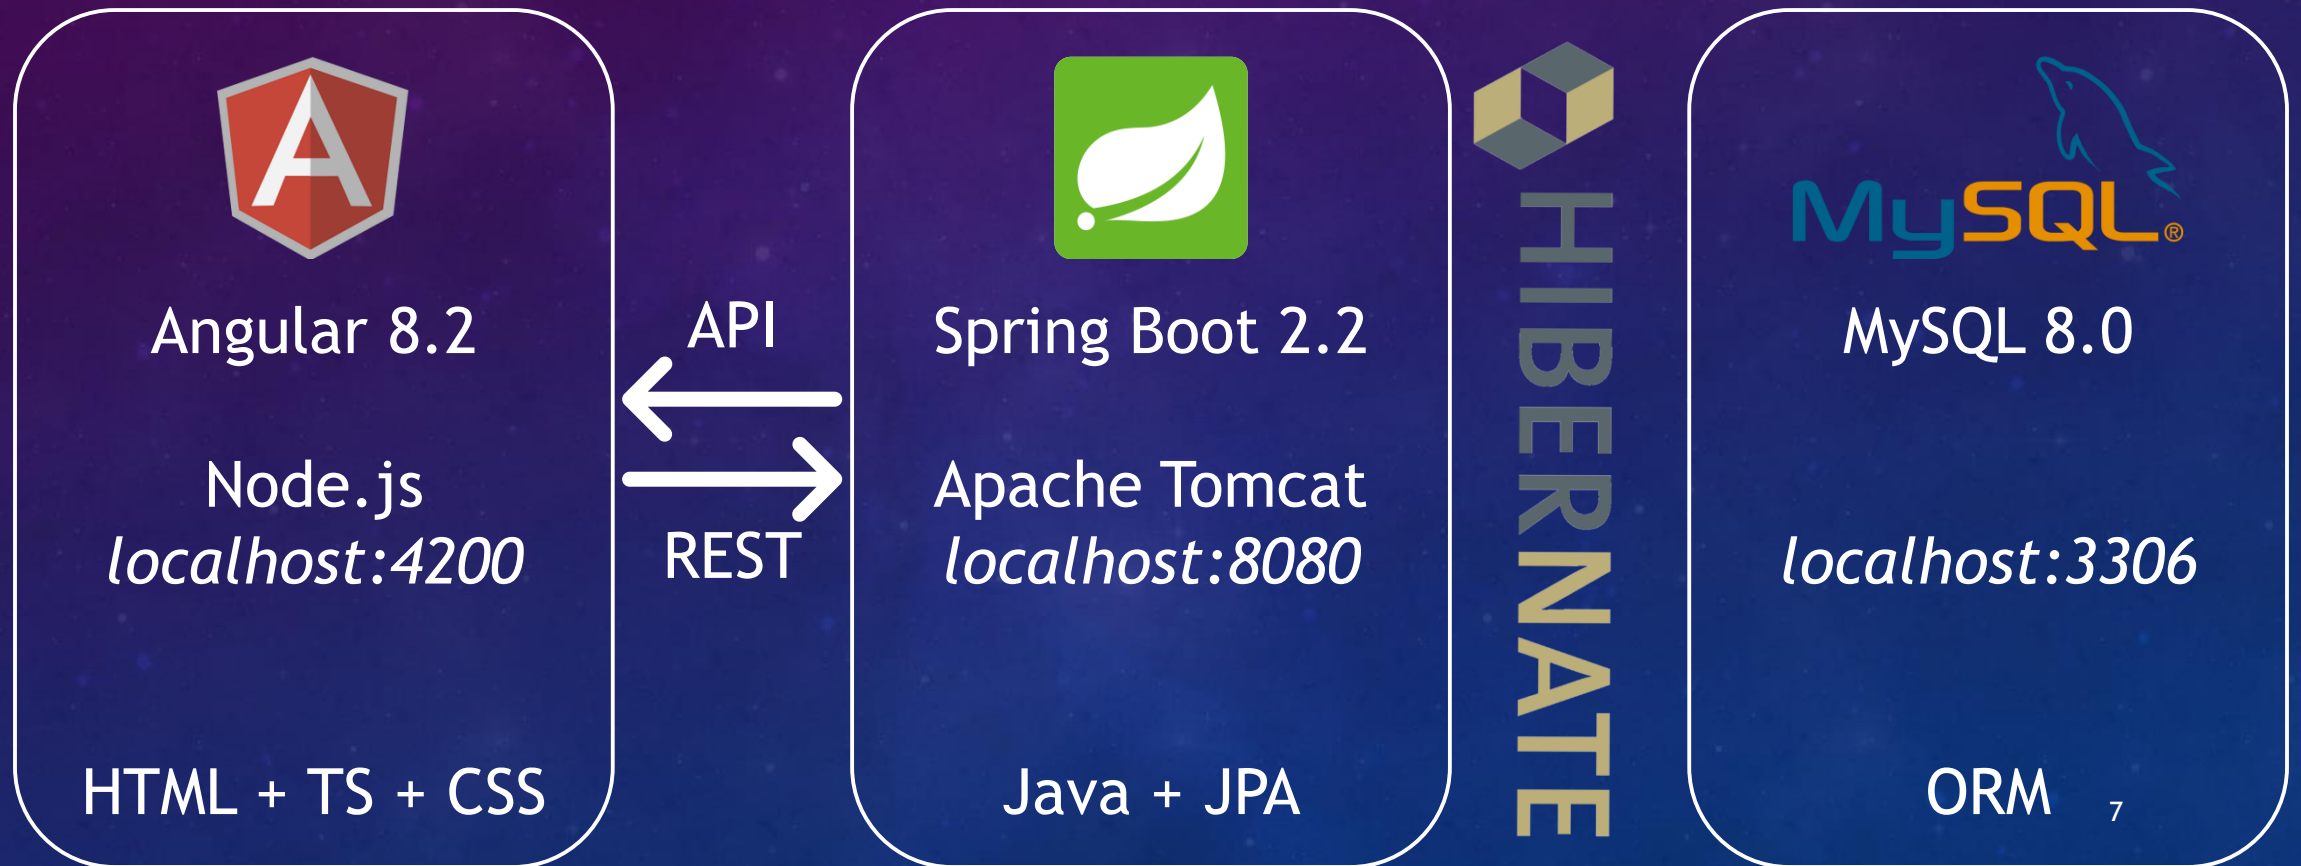 A
Angular 8.2
Node.js
localhost:4200
HTML + TS + CSS
API
REST
Spring Boot 2.2
Apache Tomcat
localhost:8080
Java + JPA
HIBERNATE
MySQL®
MySQL 8.0
localhost:3306
ORM
7